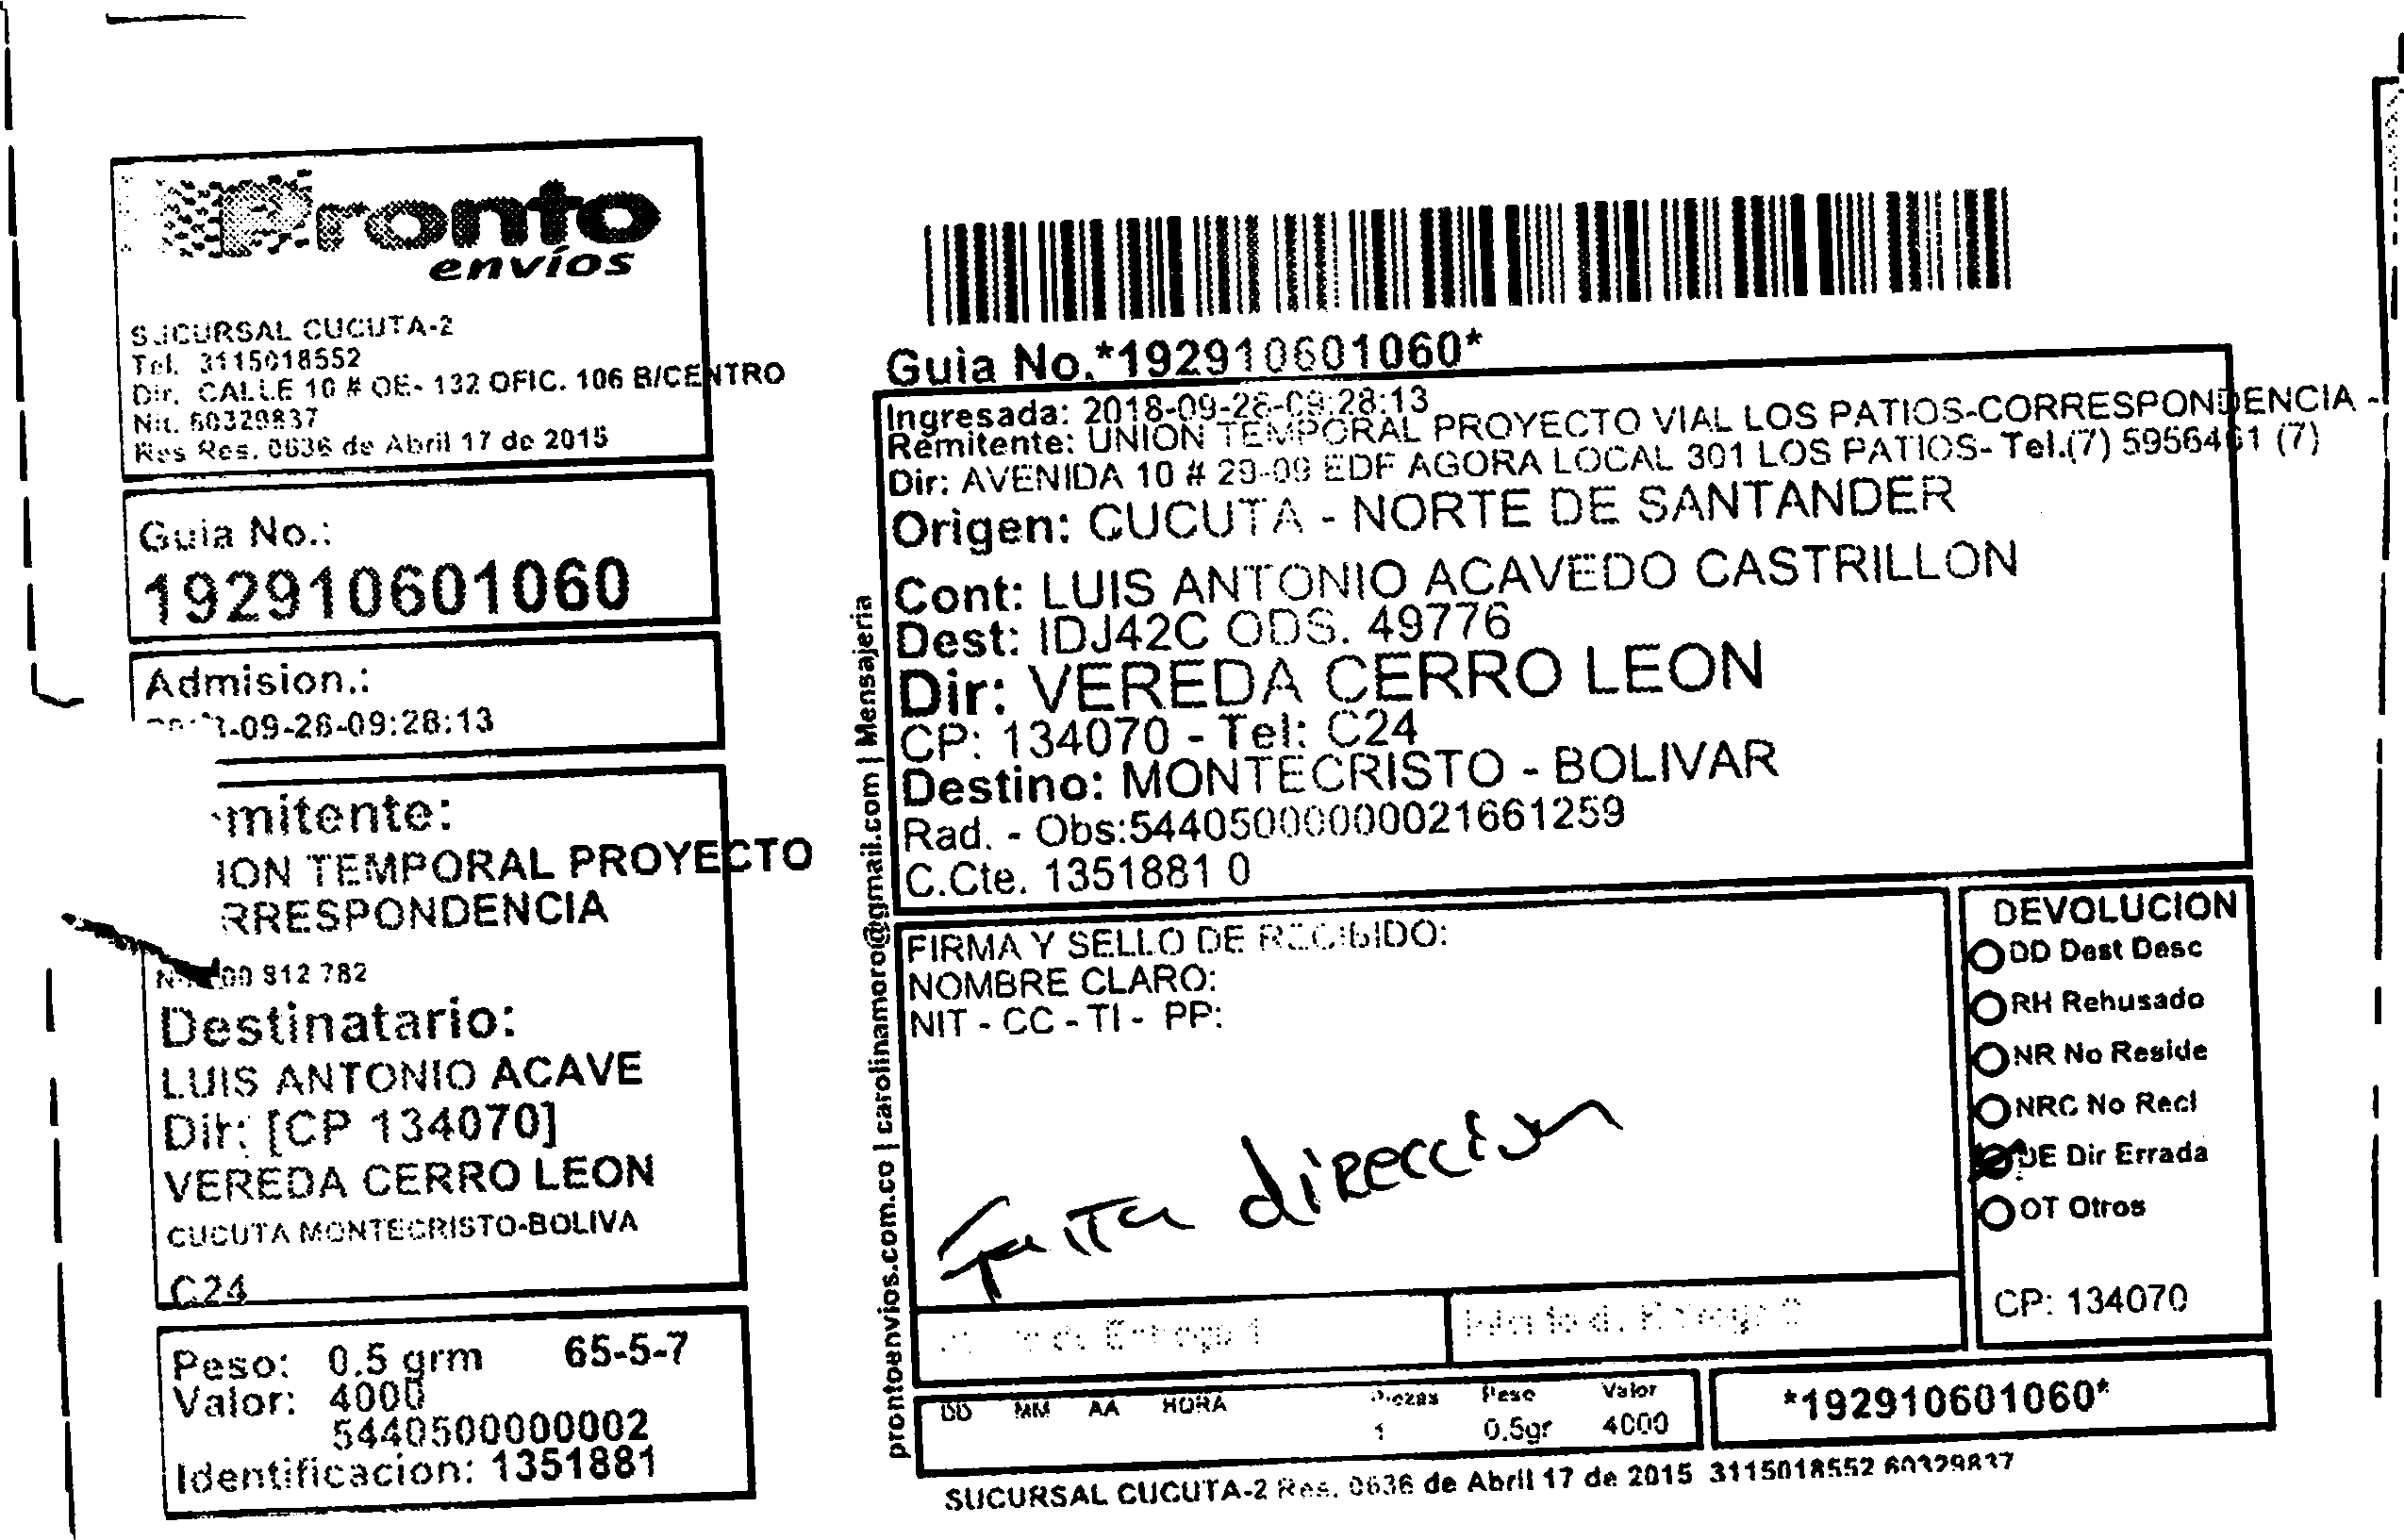 Pronto
envíos
SUCURSAL CUCUTA-2
Tel. 3115018552
Dir. CALLE 10 # OE- 132 OFIC. 106 B/CENTRO
Nit. 60329837
Res Res. 0636 de Abril 17 de 2015
Guia No.:
192910601060
Admision.:
-09-26-09:28:13
mitente:
ION TEMPORAL PROYECTO
RRESPONDENCIA
812 782
Destinatario:
LUIS ANTONIO ACAVE
Dir: [CP 134070]
VEREDA CERRO LEON
CUCUTA MONTECRISTO-BOLIVA
C24
Peso: 0.5 grm 65-5-7
Valor: 4000
5440500000002
Identificacion: 1351881
prontoenvios.com.co | carolinamoro@gmail.com | Mensajeria
Guia No.*192910601060*
Ingresada: 2018-09-26-09:28:13
Remitente: UNION TEMPORAL PROYECTO VIAL LOS PATIOS-CORRESPONDENCIA -
Dir: AVENIDA 10 # 29-09 EDF AGORA LOCAL 301 LOS PATIOS- Tel.(7) 5956461 (7)
Origen: CUCUTA - NORTE DE SANTANDER
Cont: LUIS ANTONIO ACAVEDO CASTRILLON
Dest: IDJ42C ODS. 49776
Dir: VEREDA CERRO LEON
CP: 134070 - Tel: C24
Destino: MONTECRISTO - BOLIVAR
Rad. - Obs:54405000000021661259
C.Cte. 1351881 0
FIRMA Y SELLO DE RECIBIDO:
NOMBRE CLARO:
NIT - CC - TI - PP:
Falta direccion
DEVOLUCION
DD Dest Desc
RH Rehusado
NR No Reside
NRC No Recl
DE Dir Errada
OT Otros
CP: 134070
Entrega 1
DD MM AA HORA Piezas Peso Valor
1 0.5gr 4000
*192910601060*
SUCURSAL CUCUTA-2 Res. 0636 de Abril 17 de 2015 3115018552 60329837